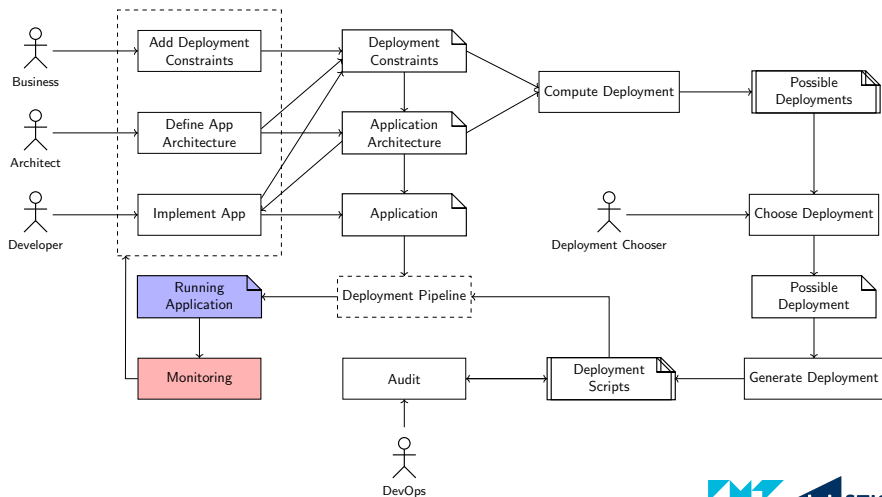 Business
Add Deployment
Constraints
Deployment
Constraints
Compute Deployment
Possible
Deployments
Architect
Define App
Architecture
Application
Architecture
Developer
Implement App
Application
Deployment Chooser
Choose Deployment
Running
Application
Deployment Pipeline
Possible
Deployment
Monitoring
Audit
Deployment
Scripts
Generate Deployment
DevOps